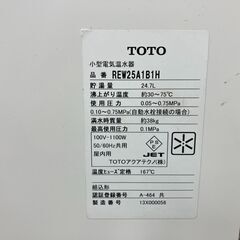 TOTO
小型電気温水器
品番 REW25A1B1H
貯湯量 24.7L
沸上がり温度 約30〜75℃
使用圧力 0.05〜0.75MPa
0.10〜0.75MPa(自動水栓接続の場合)
満水時質量 約38kg
最高使用圧力 0.1MPa
100V-1100W
50/60Hz共用
屋内用
PSE
JET
TOTOアクアテクノ(株)
温度ヒューズ定格 167℃
組込形
認証登録番号 A-464 共
製造番号 13X000058